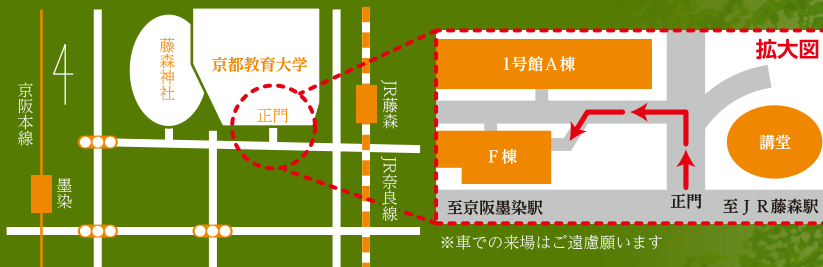 京阪本線
墨染
藤森神社
京都教育大学
正門
JR藤森
JR奈良線
拡大図
1号館A棟
F棟
講堂
正門
至京阪墨染駅
至JR藤森駅
※車での来場はご遠慮願います